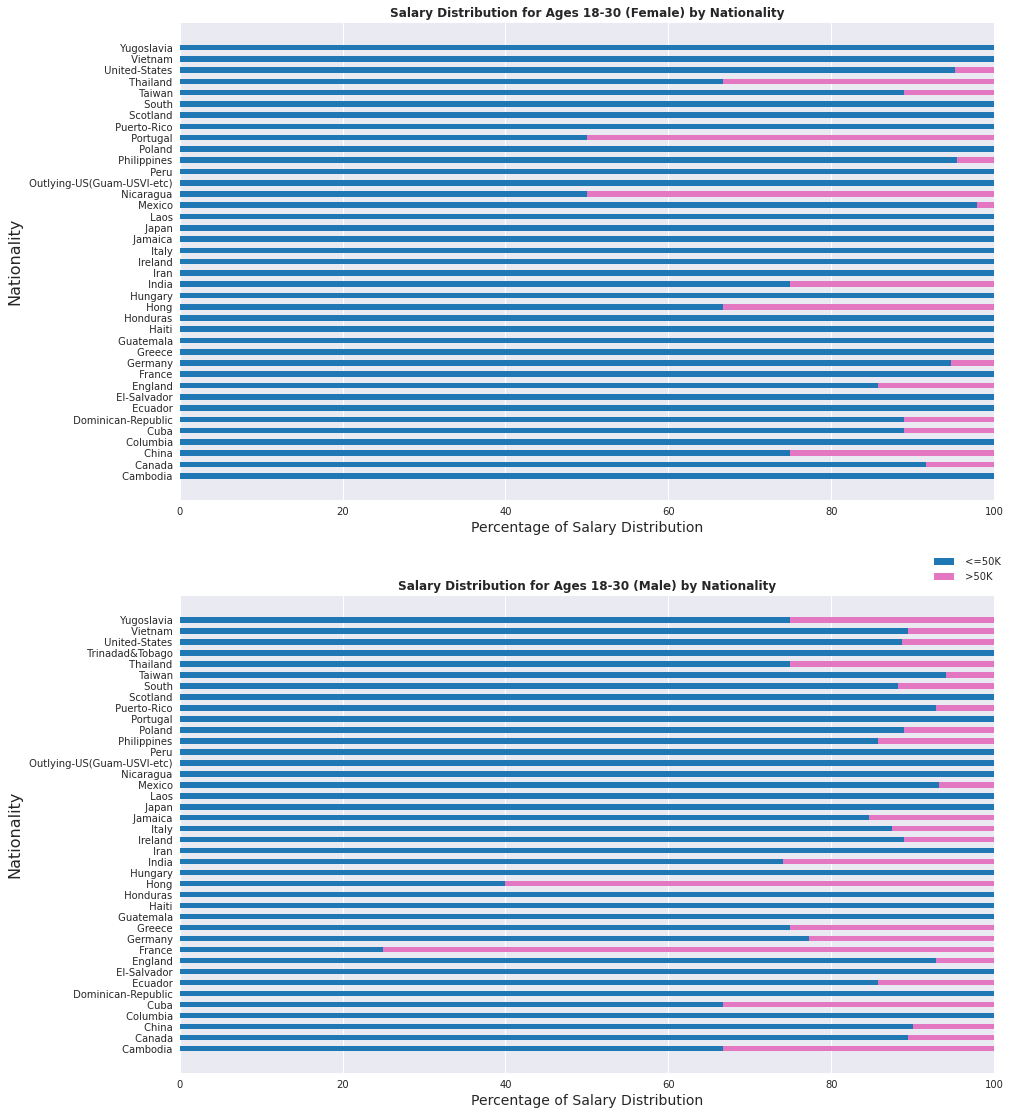 Salary Distribution for Ages 18-30 (Female) by Nationality
Nationality
Yugoslavia
Vietnam
United-States
Thailand
Taiwan
South
Scotland
Puerto-Rico
Portugal
Poland
Philippines
Peru
Outlying-US(Guam-USVI-etc)
Nicaragua
Mexico
Laos
Japan
Jamaica
Italy
Ireland
Iran
India
Hungary
Hong
Honduras
Haiti
Guatemala
Greece
Germany
France
England
El-Salvador
Ecuador
Dominican-Republic
Cuba
Columbia
China
Canada
Cambodia
0 20 40 60 80 100
Percentage of Salary Distribution
<=50K
>50K
Salary Distribution for Ages 18-30 (Male) by Nationality
Nationality
Yugoslavia
Vietnam
United-States
Trinadad&Tobago
Thailand
Taiwan
South
Scotland
Puerto-Rico
Portugal
Poland
Philippines
Peru
Outlying-US(Guam-USVI-etc)
Nicaragua
Mexico
Laos
Japan
Jamaica
Italy
Ireland
Iran
India
Hungary
Hong
Honduras
Haiti
Guatemala
Greece
Germany
France
England
El-Salvador
Ecuador
Dominican-Republic
Cuba
Columbia
China
Canada
Cambodia
0 20 40 60 80 100
Percentage of Salary Distribution